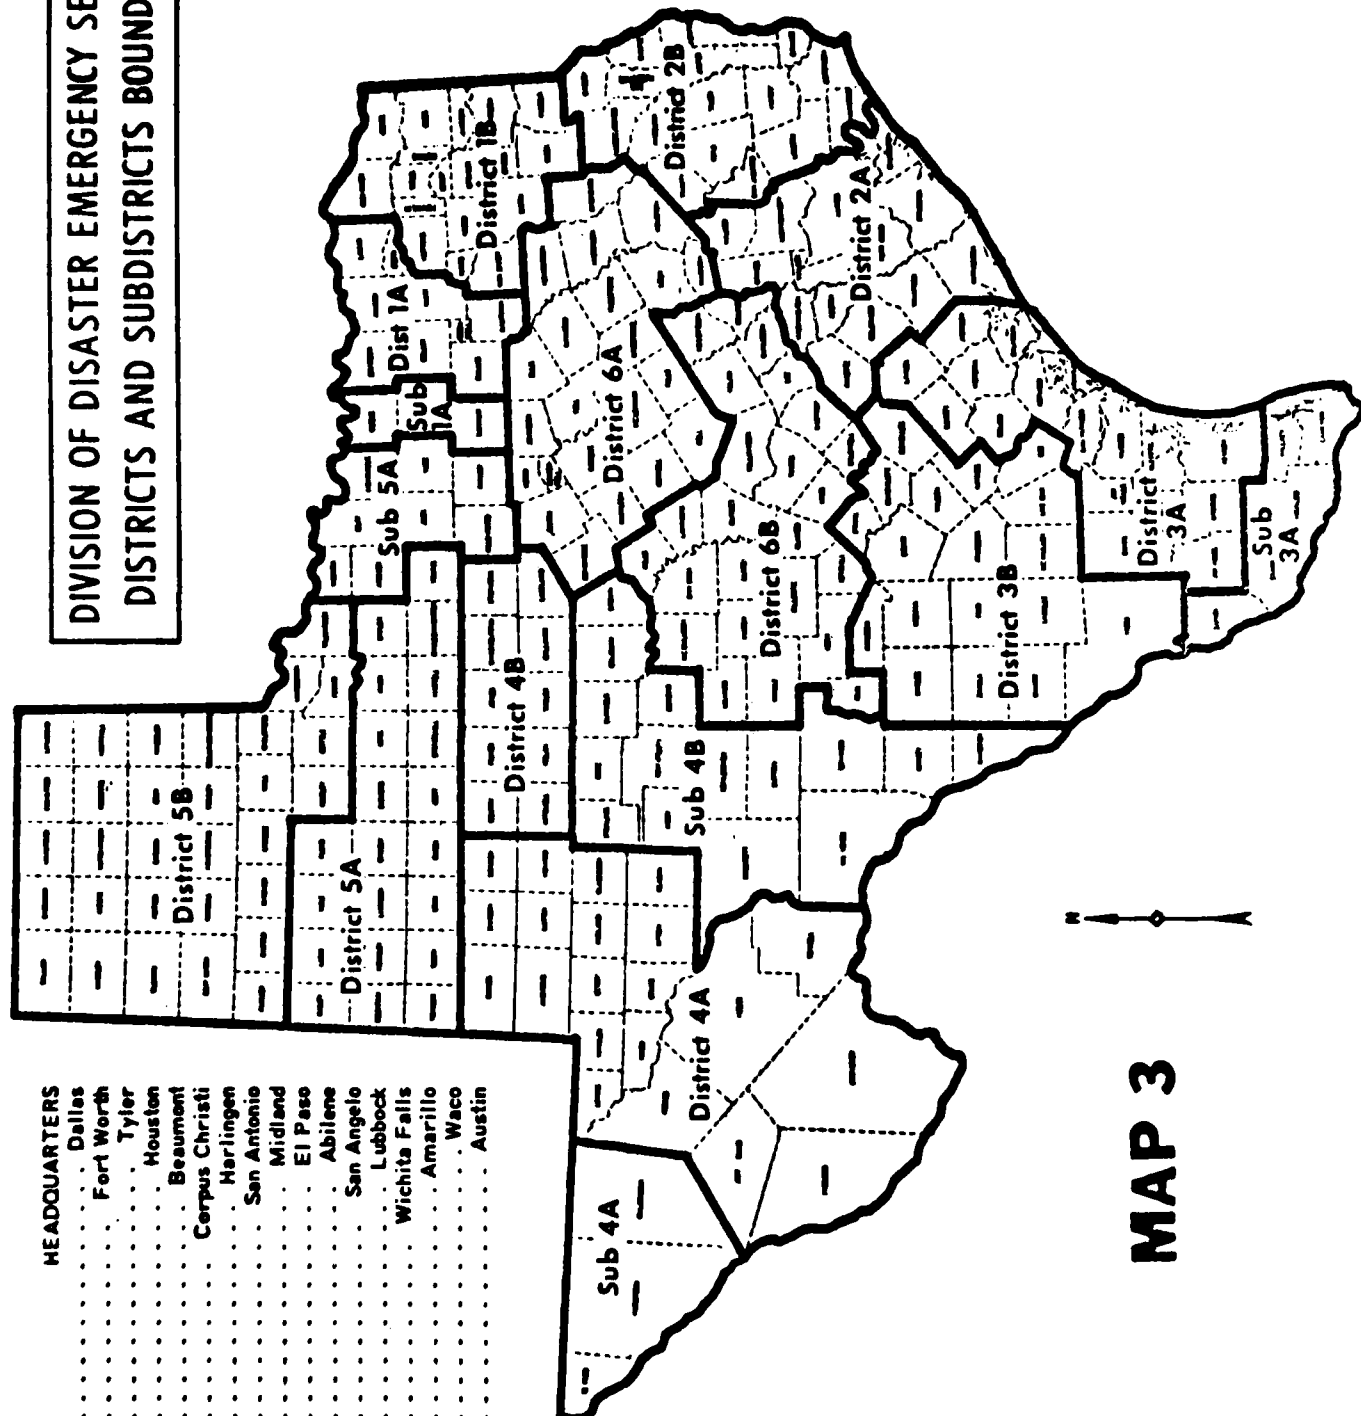 DIVISION OF DISASTER EMERGENCY SE
DISTRICTS AND SUBDISTRICTS BOUND
HEADQUARTERS
Dallas
Fort Worth
Tyler
Houston
Beaumont
Corpus Christi
Harlingen
San Antonio
Midland
El Paso
Abilene
San Angelo
Lubbock
Wichita Falls
Amarillo
Waco
Austin
District 5B
District 5A
Sub 5A
Sub
1A
Dist 1A
District 1B
District 4B
District 6A
District 2B
Sub 4A
District 4A
Sub 4B
District 6B
District 2A
District 3B
District
3A
Sub
3A
N
MAP 3